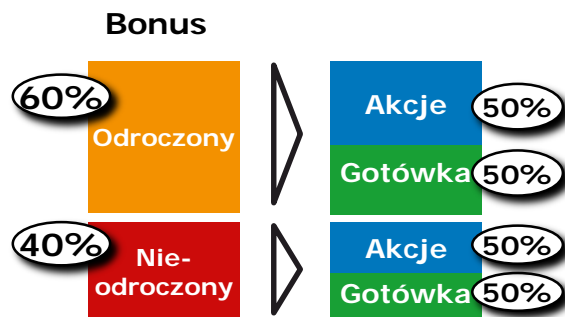 Bonus
60%
Odroczony
Akcje
50%
Gotówka
50%
40%
Nie-
odroczony
Akcje
50%
Gotówka
50%